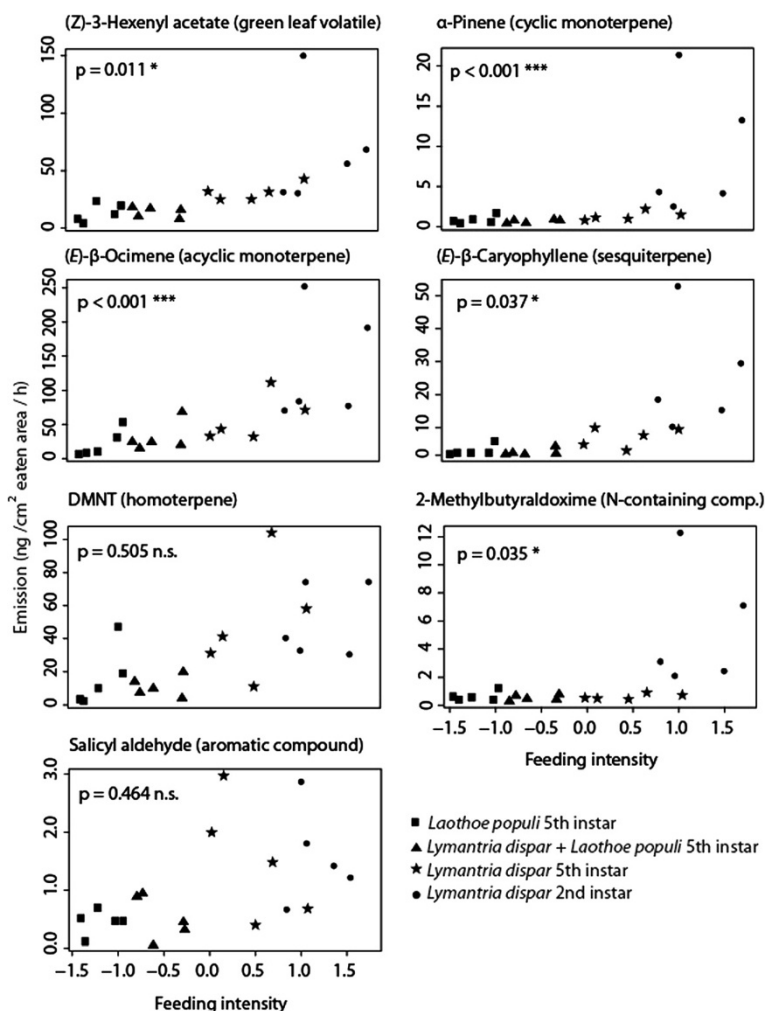 (Z)-3-Hexenyl acetate (green leaf volatile)
p = 0.011 *
150
100
50
0
α-Pinene (cyclic monoterpene)
p < 0.001 ***
20
15
10
5
0
(E)-β-Ocimene (acyclic monoterpene)
p < 0.001 ***
250
200
150
100
50
0
(E)-β-Caryophyllene (sesquiterpene)
p = 0.037 *
50
40
30
20
10
0
Emission (ng /cm² eaten area / h)
DMNT (homoterpene)
p = 0.505 n.s.
100
80
60
40
20
0
2-Methylbutyraldoxime (N-containing comp.)
p = 0.035 *
12
10
8
6
4
2
0
−1.5 −1.0 −0.5 0.0 0.5 1.0 1.5
Feeding intensity
Salicyl aldehyde (aromatic compound)
p = 0.464 n.s.
3.0
2.0
1.0
0.0
−1.5 −1.0 −0.5 0.0 0.5 1.0 1.5
Feeding intensity
Laothoe populi 5th instar
Lymantria dispar + Laothoe populi 5th instar
Lymantria dispar 5th instar
Lymantria dispar 2nd instar